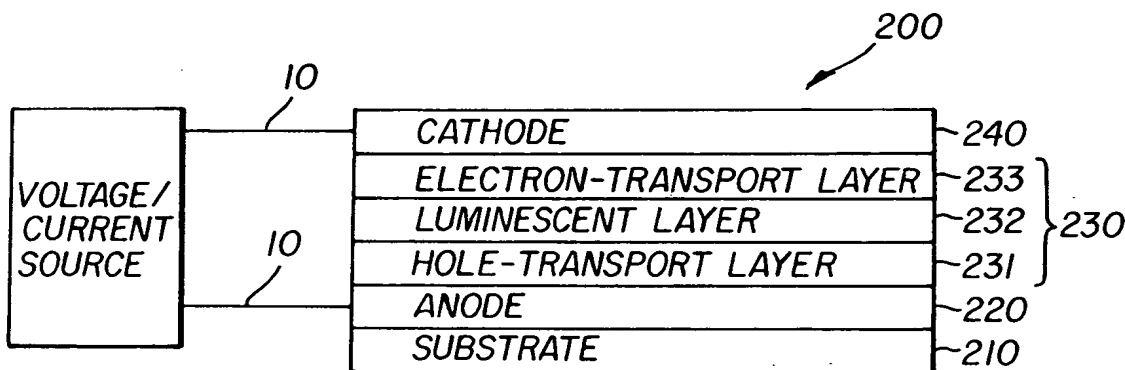 200
10
CATHODE
240
ELECTRON-TRANSPORT LAYER
233
VOLTAGE/
CURRENT
SOURCE
LUMINESCENT LAYER
232
230
10
HOLE-TRANSPORT LAYER
231
ANODE
220
SUBSTRATE
210